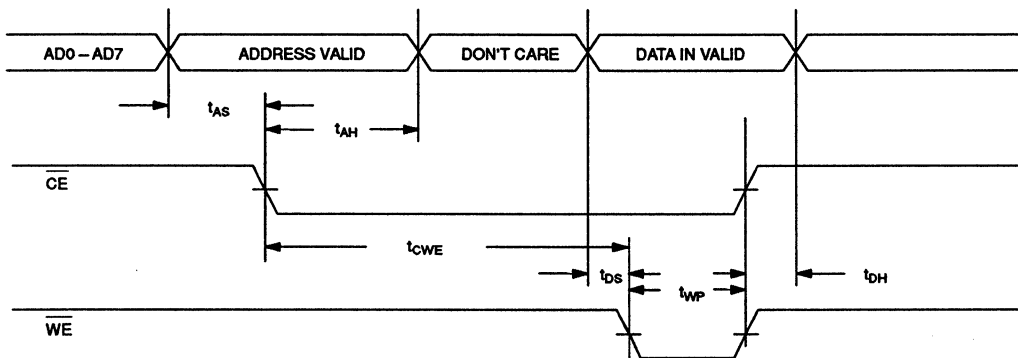 AD0 – AD7 ADDRESS VALID DON'T CARE DATA IN VALID
tAS
tAH
CE
tCWE
tDS tDH
tWP
WE